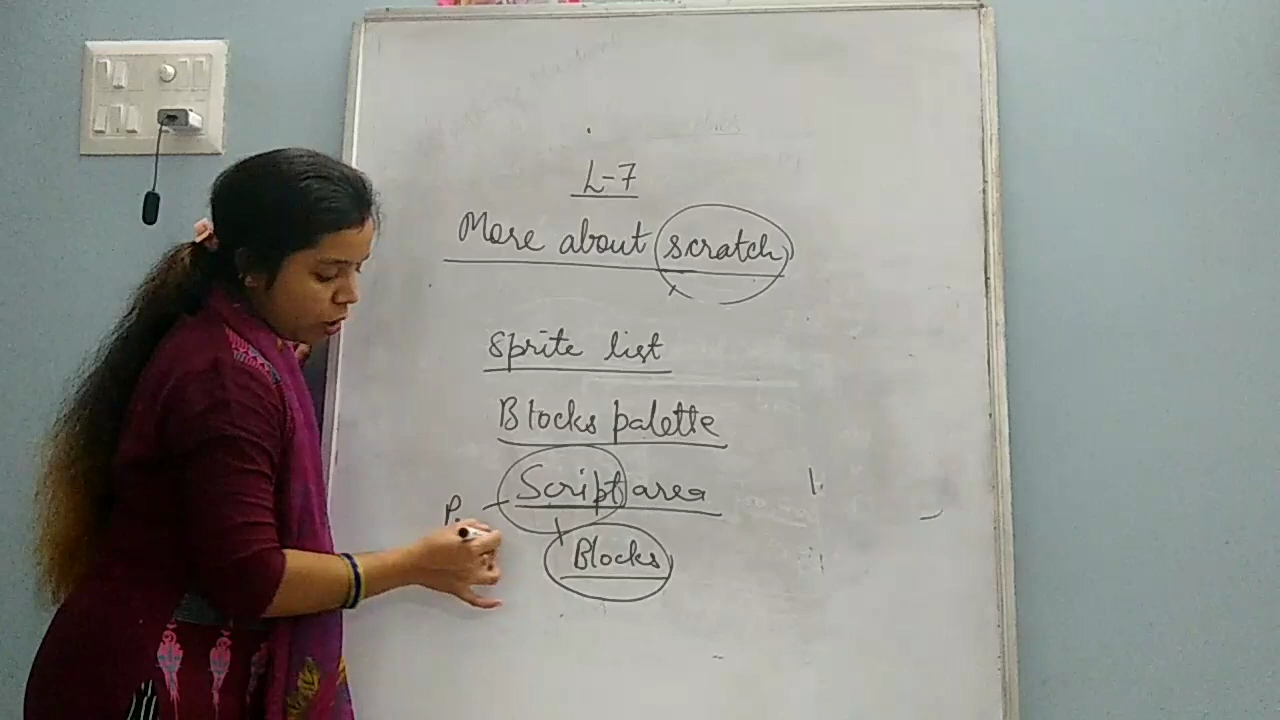 L-7
More about scratch
Sprite list
Blocks palette
Script area
P
Blocks